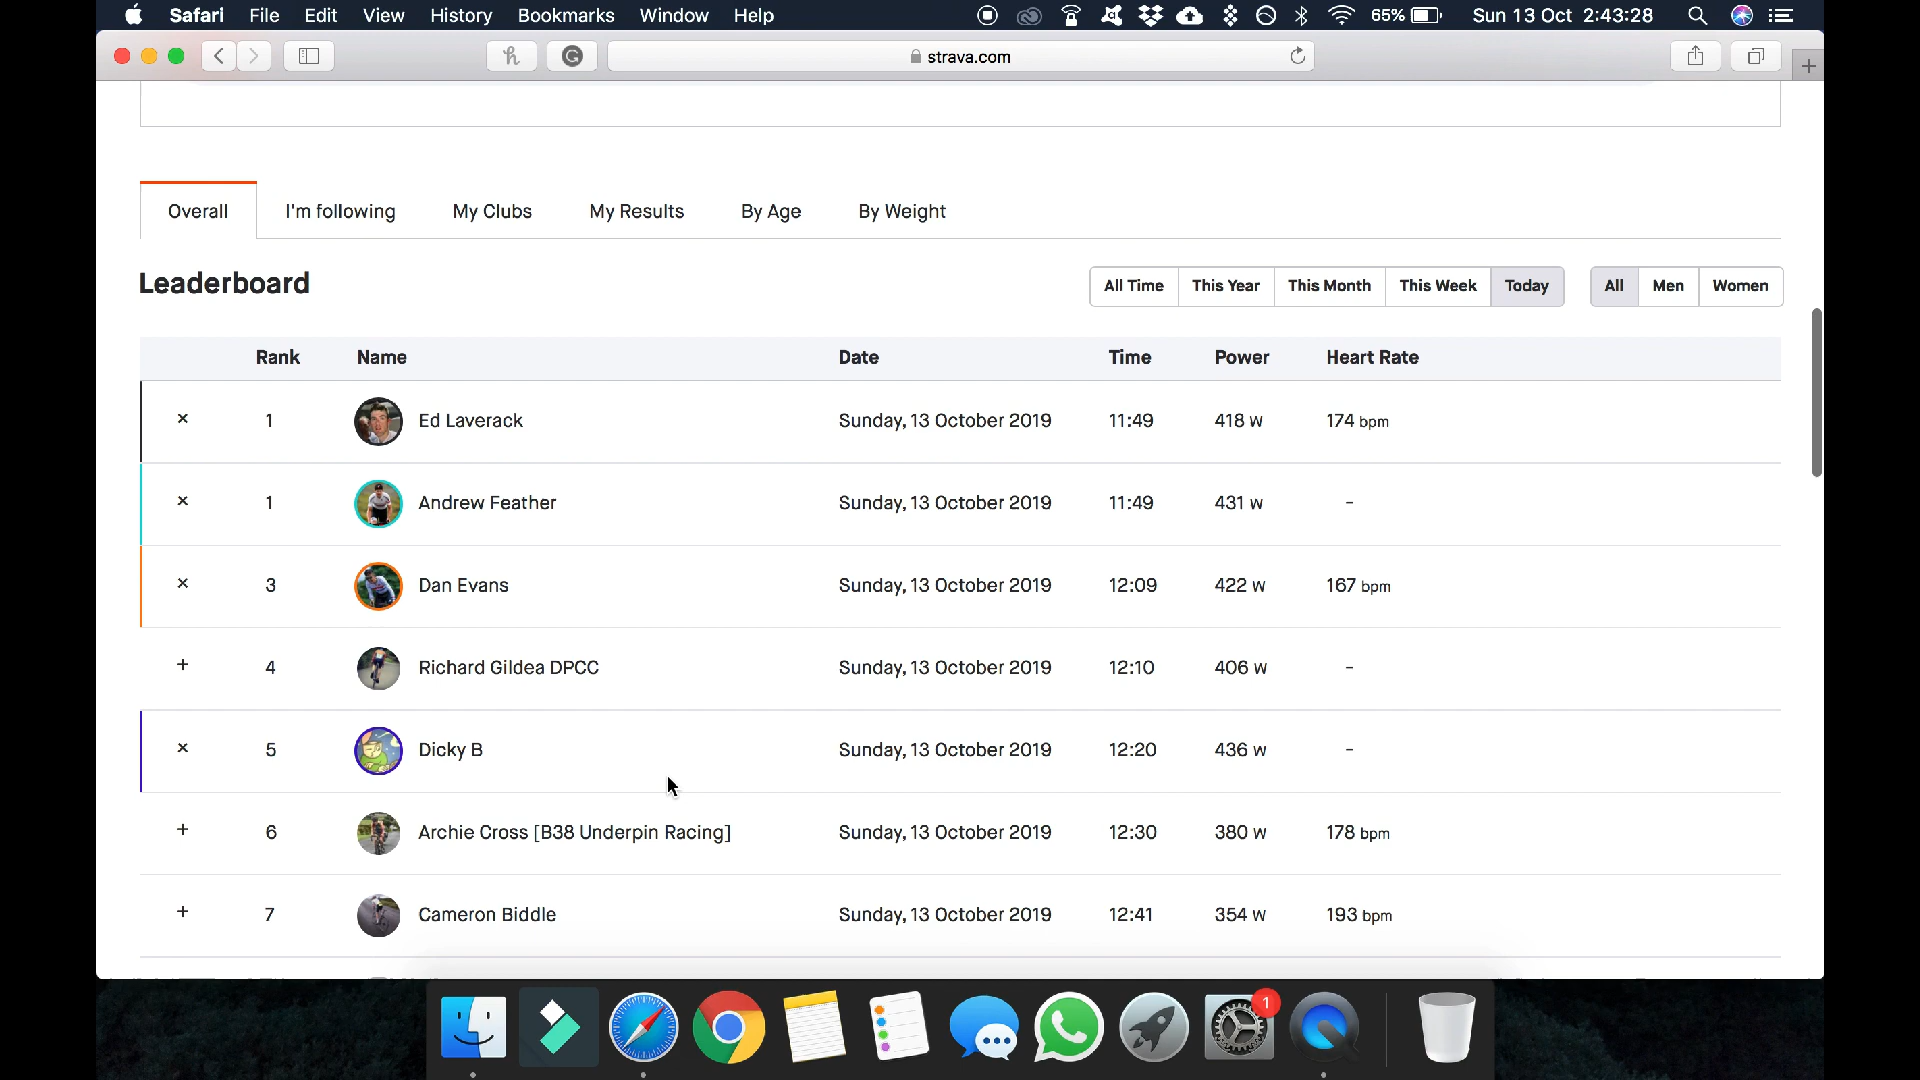 Safari File Edit View History Bookmarks Window Help 65% Sun 13 Oct 2:43:28
strava.com
Overall I'm following My Clubs My Results By Age By Weight
Leaderboard All Time This Year This Month This Week Today All Men Women
Rank Name Date Time Power Heart Rate
× 1 Ed Laverack Sunday, 13 October 2019 11:49 418 W 174 bpm
× 1 Andrew Feather Sunday, 13 October 2019 11:49 431 W -
× 3 Dan Evans Sunday, 13 October 2019 12:09 422 W 167 bpm
+ 4 Richard Gildea DPCC Sunday, 13 October 2019 12:10 406 W -
× 5 Dicky B Sunday, 13 October 2019 12:20 436 W -
+ 6 Archie Cross [B38 Underpin Racing] Sunday, 13 October 2019 12:30 380 W 178 bpm
+ 7 Cameron Biddle Sunday, 13 October 2019 12:41 354 W 193 bpm
1